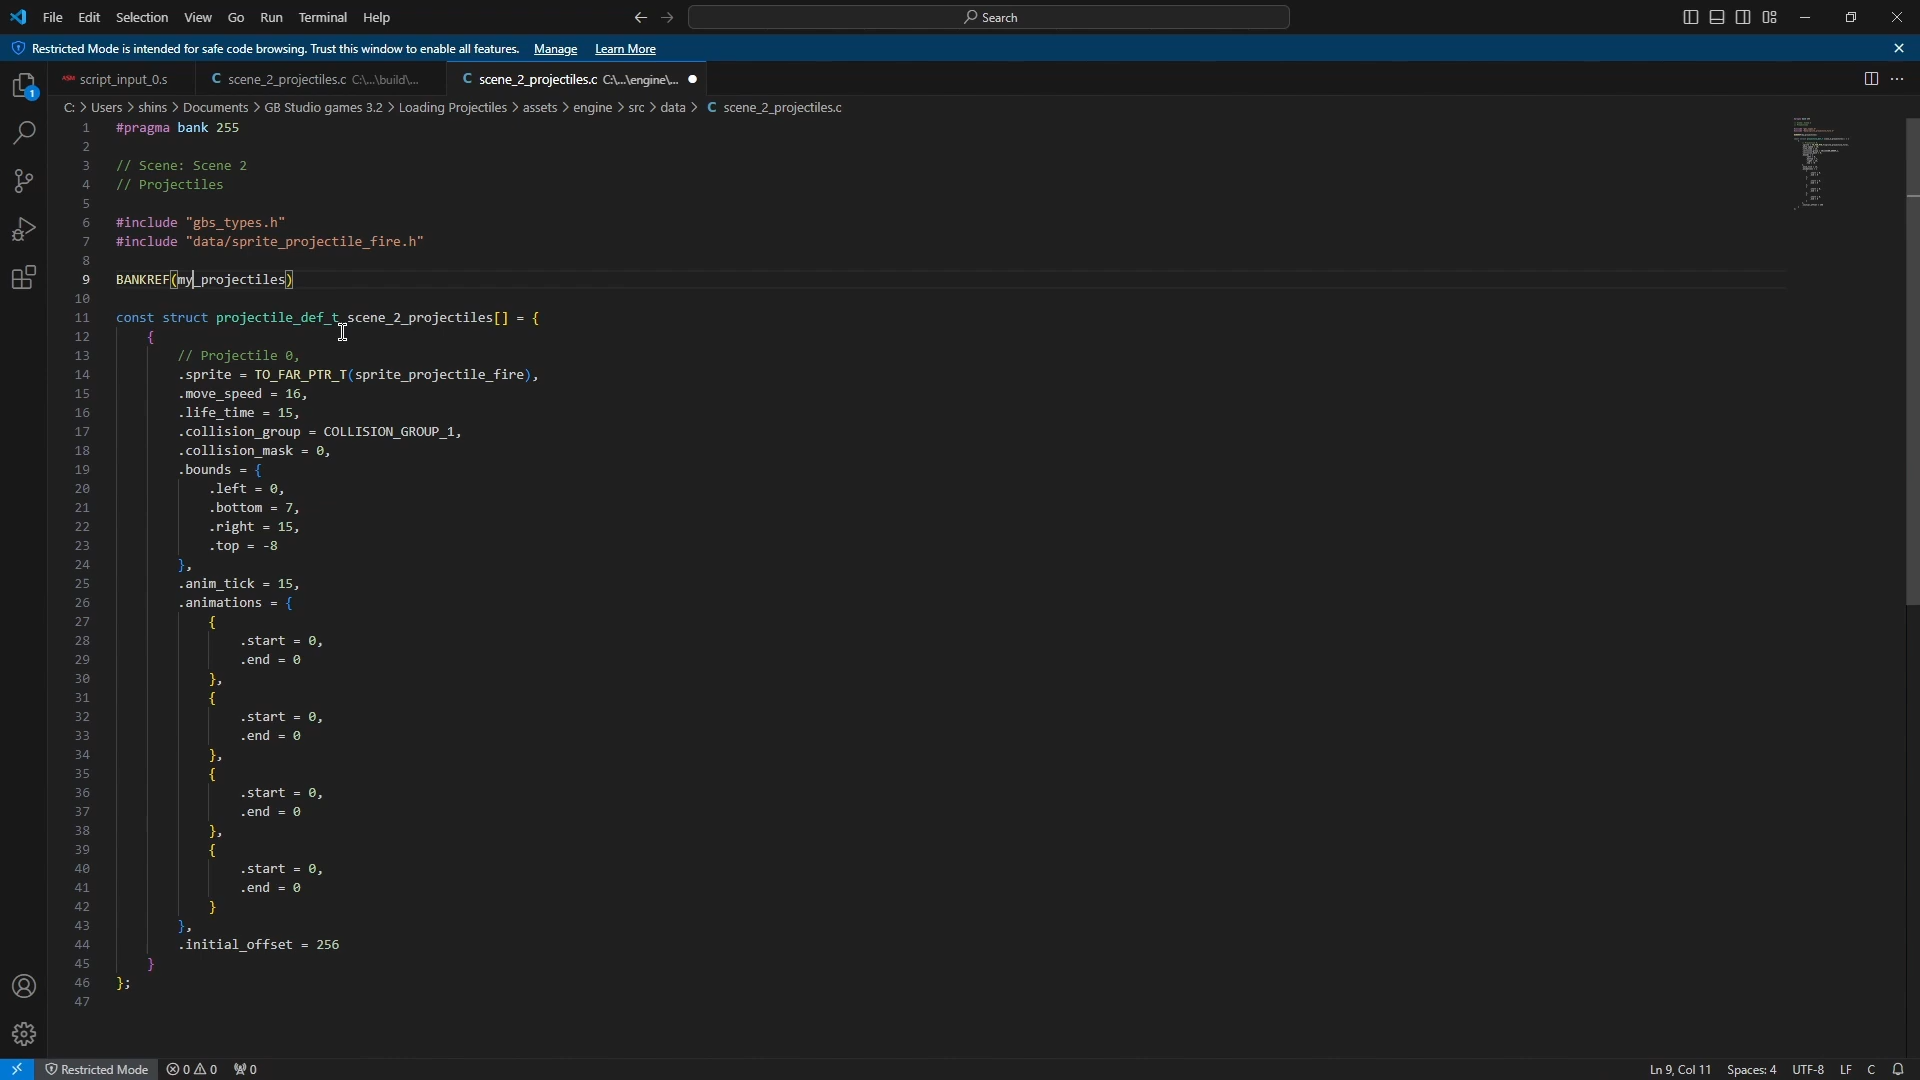 File Edit Selection View Go Run Terminal Help Search
Restricted Mode is intended for safe code browsing. Trust this window to enable all features. Manage Learn More
1 ASM script_input_0.s C scene_2_projectiles.c C:\...\build\... C scene_2_projectiles.c C:\...\engine\...
C: > Users > shins > Documents > GB Studio games 3.2 > Loading Projectiles > assets > engine > src > data > C scene_2_projectiles.c
1 #pragma bank 255
2
3 // Scene: Scene 2
4 // Projectiles
5
6 #include "gbs_types.h"
7 #include "data/sprite_projectile_fire.h"
8
9 BANKREF(my_projectiles)
10
11 const struct projectile_def_t scene_2_projectiles[] = {
12 {
13 // Projectile 0,
14 .sprite = TO_FAR_PTR_T(sprite_projectile_fire),
15 .move_speed = 16,
16 .life_time = 15,
17 .collision_group = COLLISION_GROUP_1,
18 .collision_mask = 0,
19 .bounds = {
20 .left = 0,
21 .bottom = 7,
22 .right = 15,
23 .top = -8
24 },
25 .anim_tick = 15,
26 .animations = {
27 {
28 .start = 0,
29 .end = 0
30 },
31 {
32 .start = 0,
33 .end = 0
34 },
35 {
36 .start = 0,
37 .end = 0
38 },
39 {
40 .start = 0,
41 .end = 0
42 }
43 },
44 .initial_offset = 256
45 }
46 };
47
Restricted Mode 0 0 0 Ln 9, Col 11 Spaces: 4 UTF-8 LF C